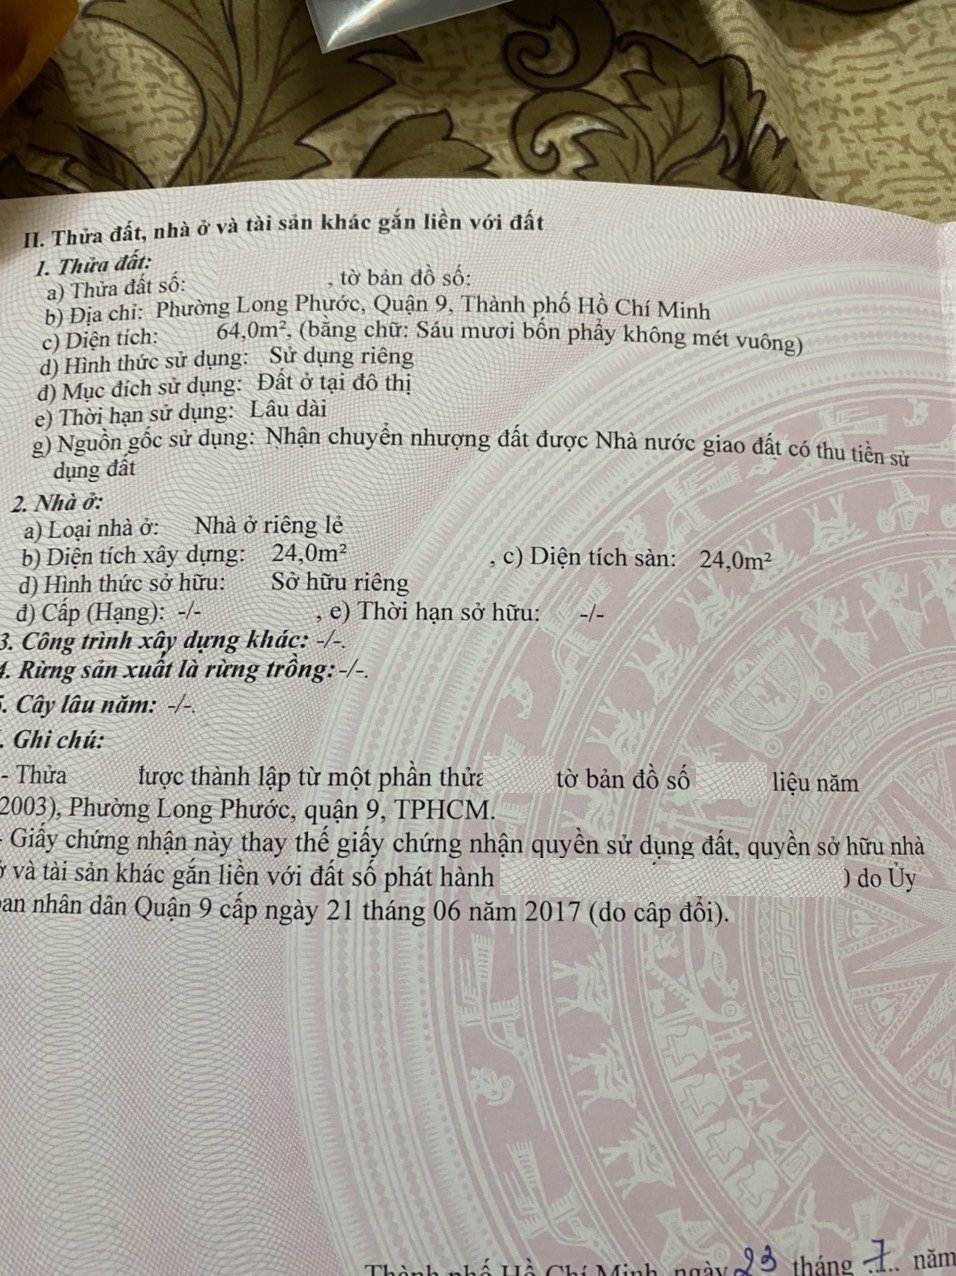 II. Thửa đất, nhà ở và tài sản khác gắn liền với đất
1. Thửa đất:
a) Thửa đất số: , tờ bản đồ số:
b) Địa chỉ: Phường Long Phước, Quận 9, Thành phố Hồ Chí Minh
c) Diện tích: 64,0m², (bằng chữ: Sáu mươi bốn phẩy không mét vuông)
d) Hình thức sử dụng: Sử dụng riêng
đ) Mục đích sử dụng: Đất ở tại đô thị
e) Thời hạn sử dụng: Lâu dài
g) Nguồn gốc sử dụng: Nhận chuyển nhượng đất được Nhà nước giao đất có thu tiền sử
dụng đất
2. Nhà ở:
a) Loại nhà ở: Nhà ở riêng lẻ
b) Diện tích xây dựng: 24,0m² , c) Diện tích sàn: 24,0m²
d) Hình thức sở hữu: Sở hữu riêng
đ) Cấp (Hạng): -/- , e) Thời hạn sở hữu: -/-
3. Công trình xây dựng khác: -/-.
4. Rừng sản xuất là rừng trồng: -/-.
. Cây lâu năm: -/-.
. Ghi chú:
- Thửa lược thành lập từ một phần thửa tờ bản đồ số liệu năm
2003), Phường Long Phước, quận 9, TPHCM.
- Giấy chứng nhận này thay thế giấy chứng nhận quyền sử dụng đất, quyền sở hữu nhà
ở và tài sản khác gắn liền với đất số phát hành ) do Ủy
ban nhân dân Quận 9 cấp ngày 21 tháng 06 năm 2017 (do cấp đổi).
Thành phố Hồ Chí Minh, ngày 23 tháng 7 năm